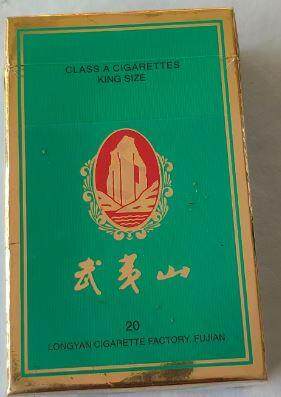 CLASS A CIGARETTES
KING SIZE
武夷山
20
LONGYAN CIGARETTE FACTORY, FUJIAN